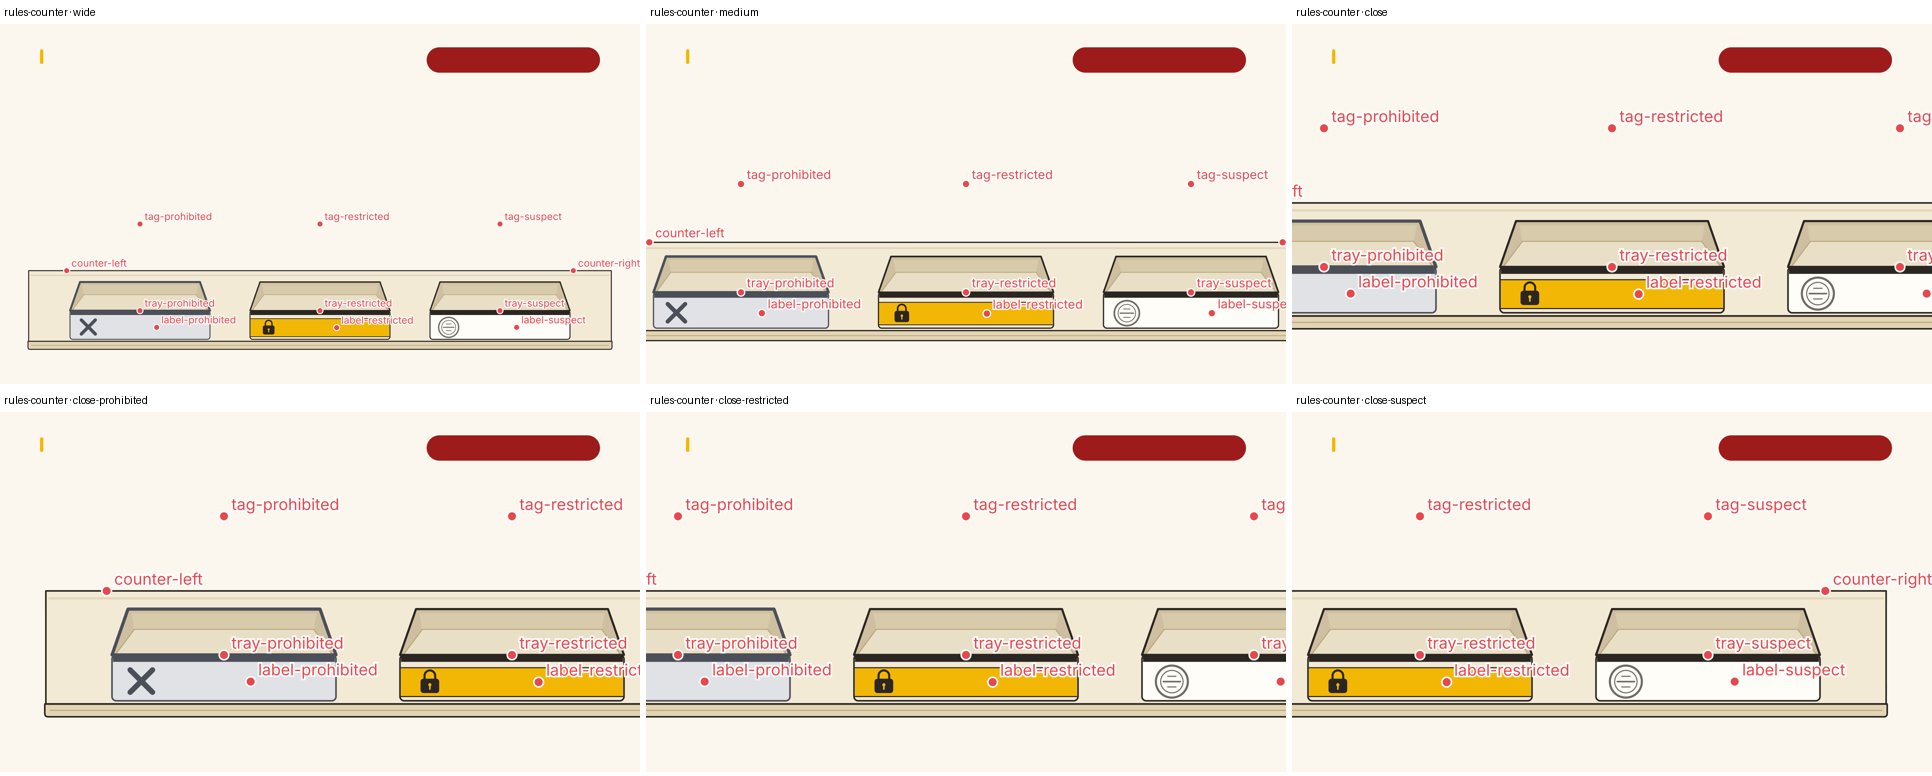 rules-counter · wide
tag-prohibited
tag-restricted
tag-suspect
counter-left
counter-right
tray-prohibited
tray-restricted
tray-suspect
label-prohibited
label-restricted
label-suspect
rules-counter · medium
tag-prohibited
tag-restricted
tag-suspect
counter-left
tray-prohibited
tray-restricted
tray-suspect
label-prohibited
label-restricted
label-suspe
rules-counter · close
tag-prohibited
tag-restricted
tag
ft
tray-prohibited
tray-restricted
tray
label-prohibited
label-restricted
rules-counter · close-prohibited
tag-prohibited
tag-restricted
counter-left
tray-prohibited
tray-restricted
label-prohibited
label-restrict
rules-counter · close-restricted
tag-prohibited
tag-restricted
tag
ft
tray-prohibited
tray-restricted
tray
label-prohibited
label-restricted
rules-counter · close-suspect
tag-restricted
tag-suspect
counter-right
tray-restricted
tray-suspect
label-restricted
label-suspect